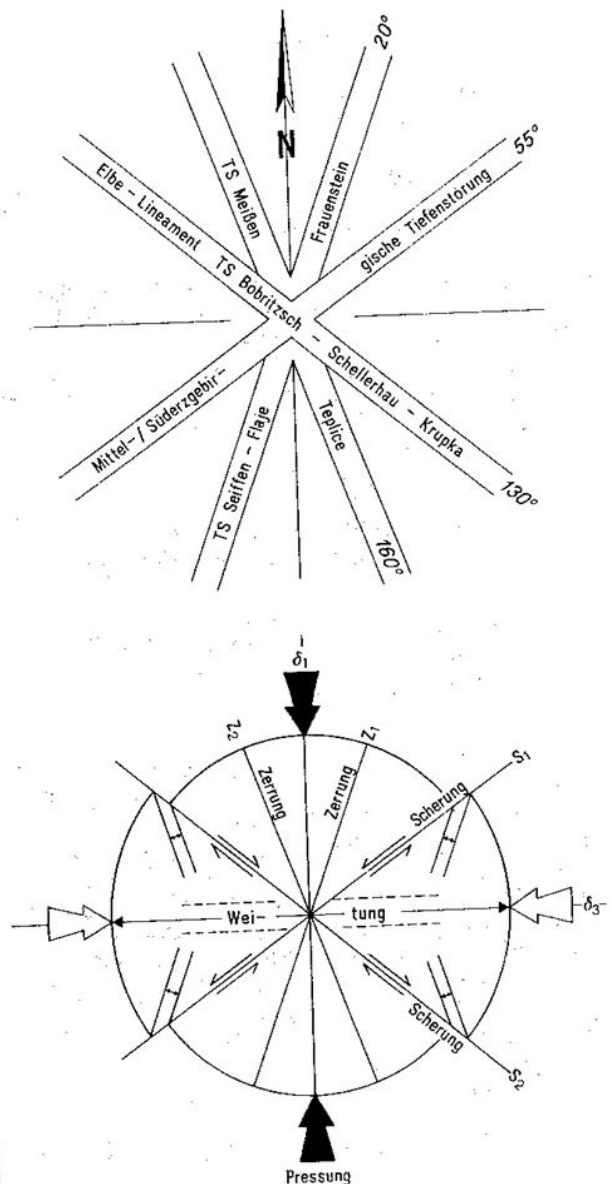 20°
N
55°
TS Meißen
Frauenstein
Elbe - Lineament TS Bobritzsch - Schellerhau - Krupka
Mittel-/ Süderzgebir-
gische Tiefenstörung
TS Seiffen - Flaje
Teplice
130°
160°
δ1
Z2
Z1
S1
Zerrung
Zerrung
Scherung
Wei-
tung
δ3
Scherung
S2
Pressung